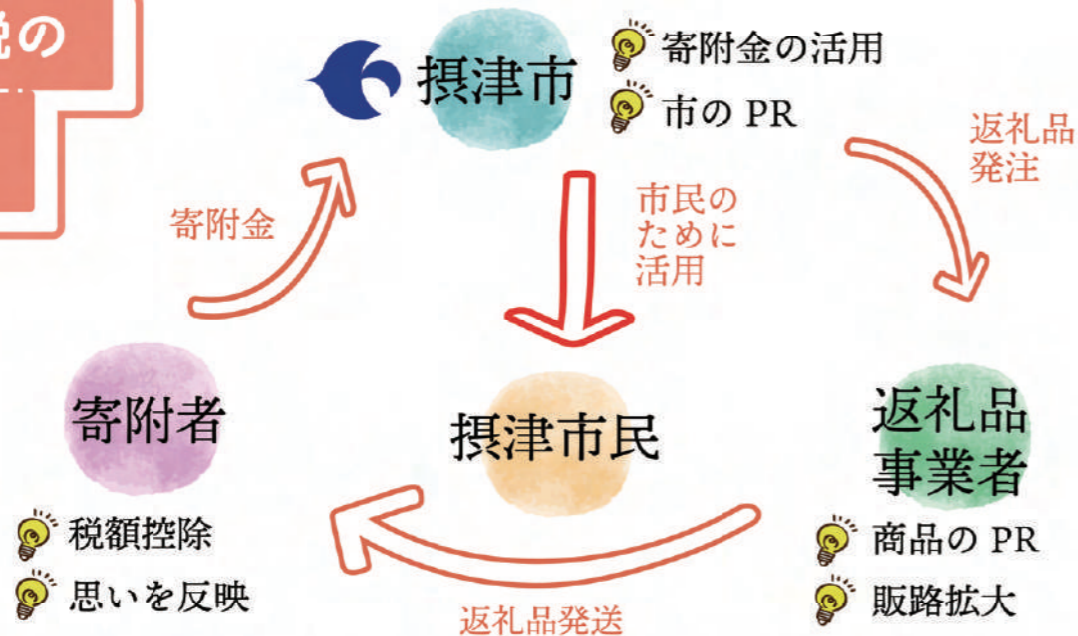 税の
摂津市
寄附金の活用
市の PR
返礼品
発注
寄附金
市民の
ために
活用
寄附者
税額控除
思いを反映
摂津市民
返礼品
事業者
商品の PR
販路拡大
返礼品発送